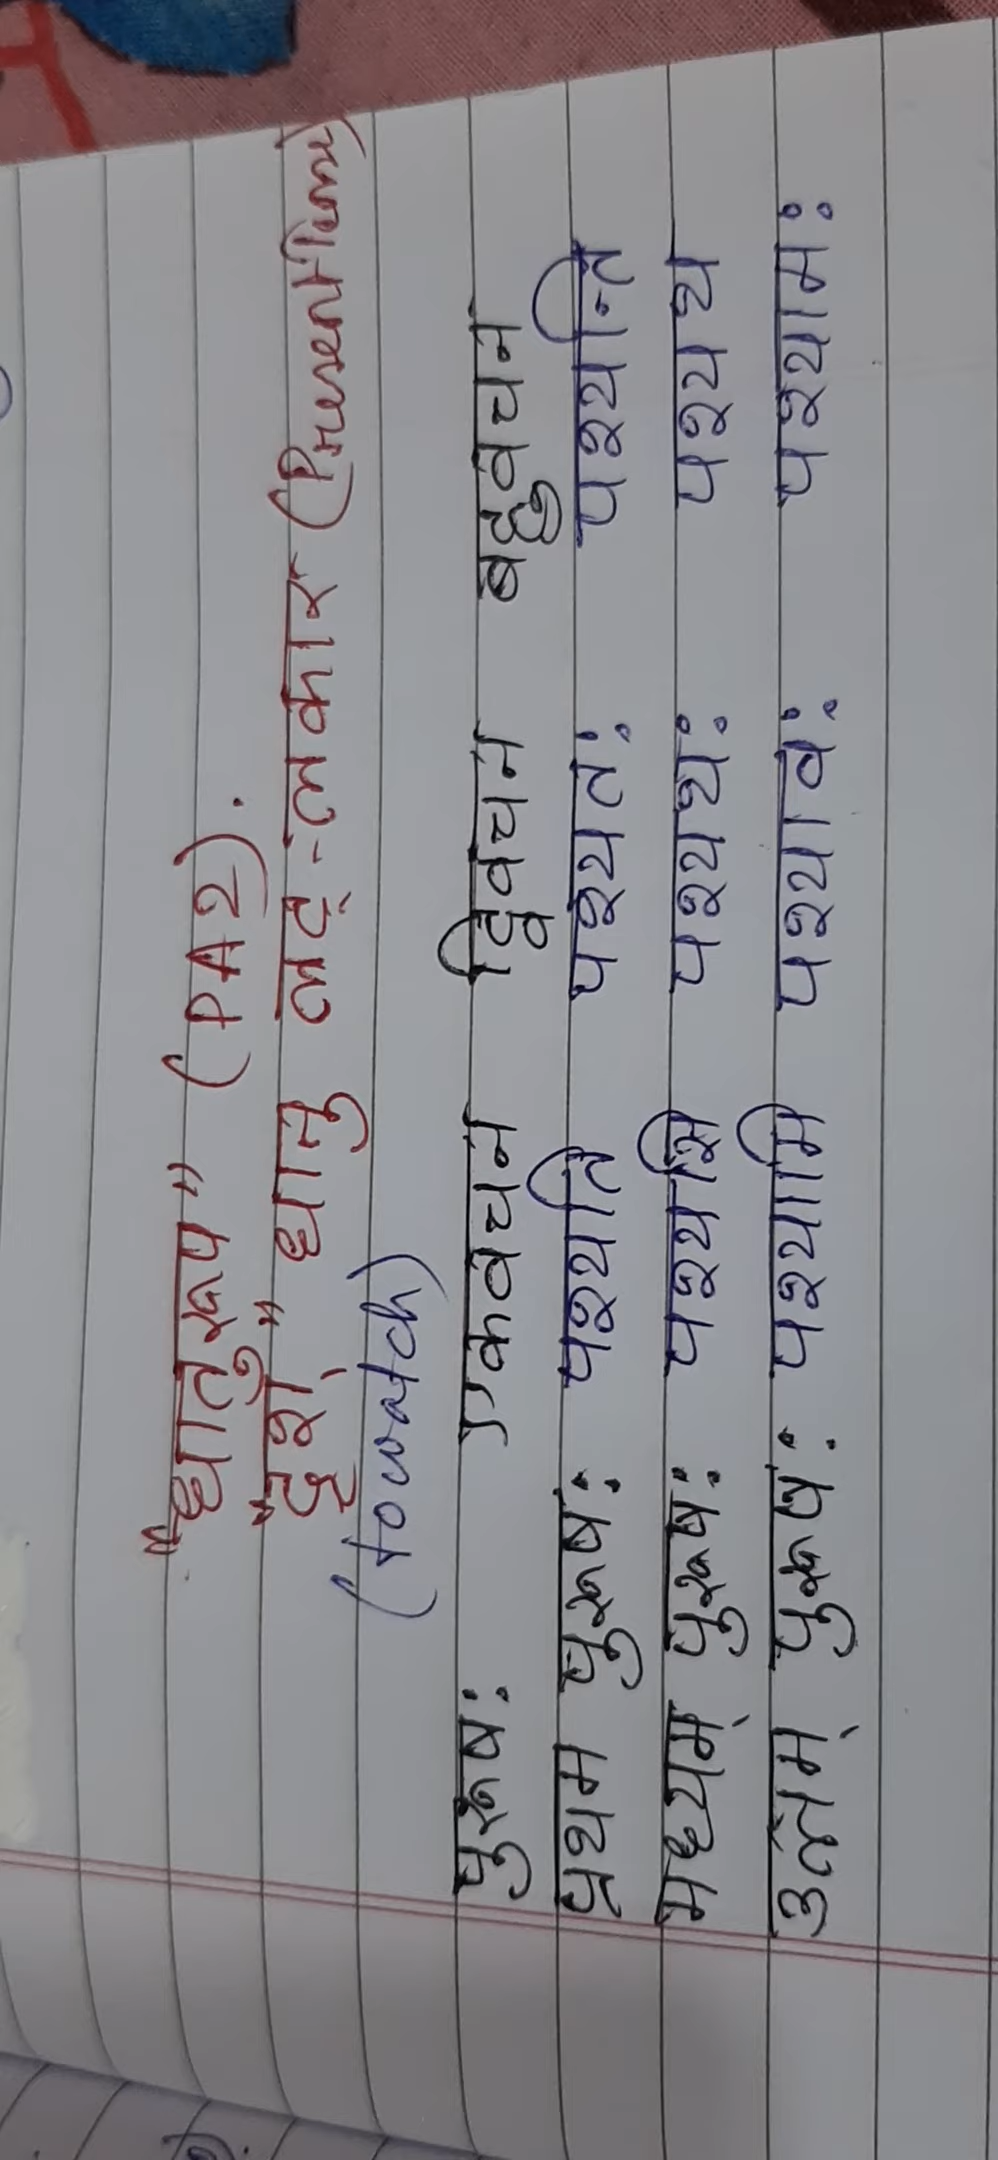 "धातुरूप" (PA2).
"दृश्" धातु लट्-लकार (Present Tense)
(to watch)
पुरूषः एकवचन द्विवचन बहुवचन
प्रथम पुरूषः पश्यति पश्यतः पश्यन्ति
मध्यम् पुरूषः पश्यसि पश्यथः पश्यथ
उत्तम् पुरूषः पश्यामि पश्यावः पश्यामः